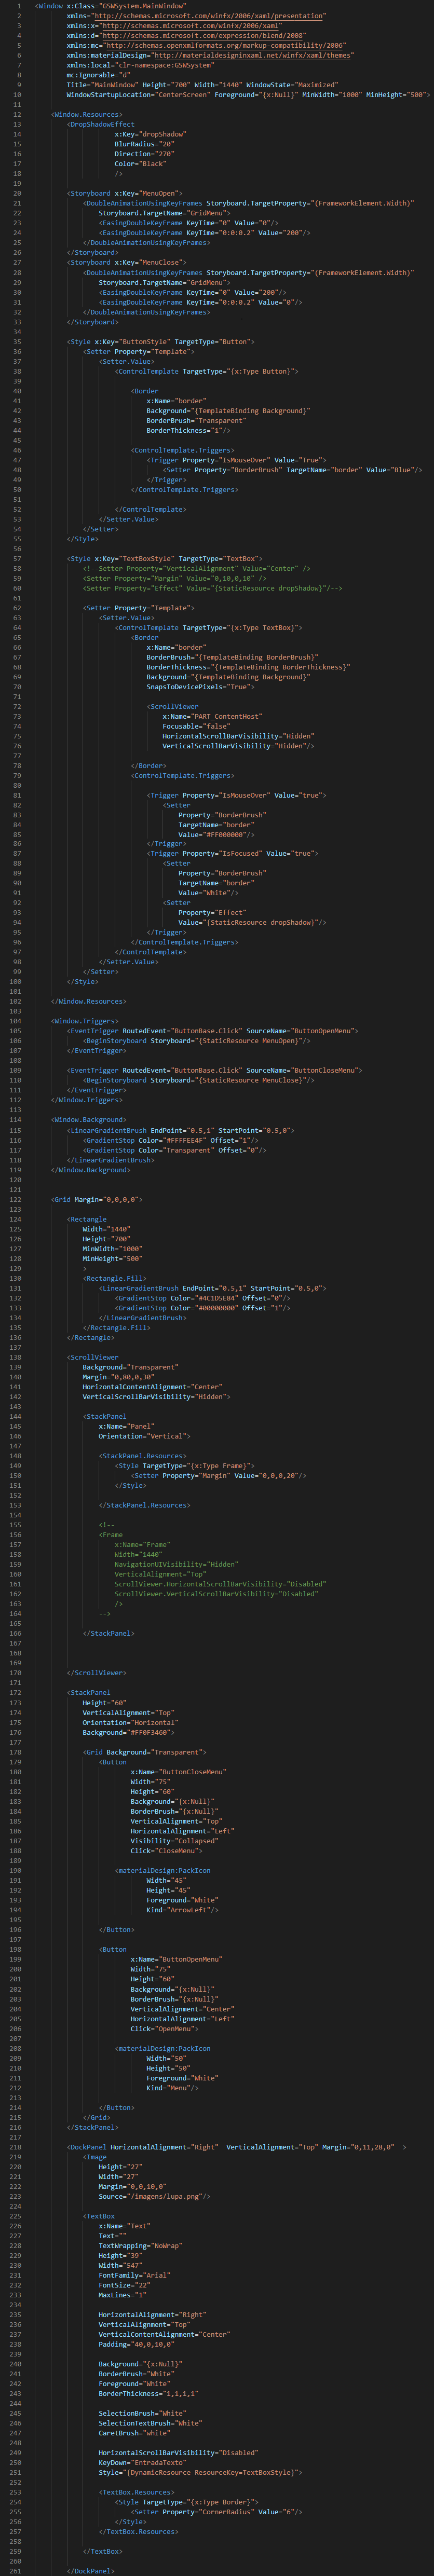 1 <Window x:Class="GSWSystem.MainWindow"
2 xmlns="http://schemas.microsoft.com/winfx/2006/xaml/presentation"
3 xmlns:x="http://schemas.microsoft.com/winfx/2006/xaml"
4 xmlns:d="http://schemas.microsoft.com/expression/blend/2008"
5 xmlns:mc="http://schemas.openxmlformats.org/markup-compatibility/2006"
6 xmlns:materialDesign="http://materialdesigninxaml.net/winfx/xaml/themes"
7 xmlns:local="clr-namespace:GSWSystem"
8 mc:Ignorable="d"
9 Title="MainWindow" Height="700" Width="1440" WindowState="Maximized"
10 WindowStartupLocation="CenterScreen" Foreground="{x:Null}" MinWidth="1000" MinHeight="500">
11
12 <Window.Resources>
13 <DropShadowEffect
14 x:Key="dropShadow"
15 BlurRadius="20"
16 Direction="270"
17 Color="Black"
18 />
19
20 <Storyboard x:Key="MenuOpen">
21 <DoubleAnimationUsingKeyFrames Storyboard.TargetProperty="(FrameworkElement.Width)"
22 Storyboard.TargetName="GridMenu">
23 <EasingDoubleKeyFrame KeyTime="0" Value="0"/>
24 <EasingDoubleKeyFrame KeyTime="0:0:0.2" Value="200"/>
25 </DoubleAnimationUsingKeyFrames>
26 </Storyboard>
27 <Storyboard x:Key="MenuClose">
28 <DoubleAnimationUsingKeyFrames Storyboard.TargetProperty="(FrameworkElement.Width)"
29 Storyboard.TargetName="GridMenu">
30 <EasingDoubleKeyFrame KeyTime="0" Value="200"/>
31 <EasingDoubleKeyFrame KeyTime="0:0:0.2" Value="0"/>
32 </DoubleAnimationUsingKeyFrames>
33 </Storyboard>
34
35 <Style x:Key="ButtonStyle" TargetType="Button">
36 <Setter Property="Template">
37 <Setter.Value>
38 <ControlTemplate TargetType="{x:Type Button}">
39
40 <Border
41 x:Name="border"
42 Background="{TemplateBinding Background}"
43 BorderBrush="Transparent"
44 BorderThickness="1"/>
45
46 <ControlTemplate.Triggers>
47 <Trigger Property="IsMouseOver" Value="True">
48 <Setter Property="BorderBrush" TargetName="border" Value="Blue"/>
49 </Trigger>
50 </ControlTemplate.Triggers>
51
52 </ControlTemplate>
53 </Setter.Value>
54 </Setter>
55 </Style>
56
57 <Style x:Key="TextBoxStyle" TargetType="TextBox">
58 <!--Setter Property="VerticalAlignment" Value="Center" />
59 <Setter Property="Margin" Value="0,10,0,10" />
60 <Setter Property="Effect" Value="{StaticResource dropShadow}"/-->
61
62 <Setter Property="Template">
63 <Setter.Value>
64 <ControlTemplate TargetType="{x:Type TextBox}">
65 <Border
66 x:Name="border"
67 BorderBrush="{TemplateBinding BorderBrush}"
68 BorderThickness="{TemplateBinding BorderThickness}"
69 Background="{TemplateBinding Background}"
70 SnapsToDevicePixels="True">
71
72 <ScrollViewer
73 x:Name="PART_ContentHost"
74 Focusable="false"
75 HorizontalScrollBarVisibility="Hidden"
76 VerticalScrollBarVisibility="Hidden"/>
77
78 </Border>
79 <ControlTemplate.Triggers>
80
81 <Trigger Property="IsMouseOver" Value="true">
82 <Setter
83 Property="BorderBrush"
84 TargetName="border"
85 Value="#FF000000"/>
86 </Trigger>
87 <Trigger Property="IsFocused" Value="true">
88 <Setter
89 Property="BorderBrush"
90 TargetName="border"
91 Value="White"/>
92 <Setter
93 Property="Effect"
94 Value="{StaticResource dropShadow}"/>
95 </Trigger>
96 </ControlTemplate.Triggers>
97 </ControlTemplate>
98 </Setter.Value>
99 </Setter>
100 </Style>
101
102 </Window.Resources>
103
104 <Window.Triggers>
105 <EventTrigger RoutedEvent="ButtonBase.Click" SourceName="ButtonOpenMenu">
106 <BeginStoryboard Storyboard="{StaticResource MenuOpen}"/>
107 </EventTrigger>
108
109 <EventTrigger RoutedEvent="ButtonBase.Click" SourceName="ButtonCloseMenu">
110 <BeginStoryboard Storyboard="{StaticResource MenuClose}"/>
111 </EventTrigger>
112 </Window.Triggers>
113
114 <Window.Background>
115 <LinearGradientBrush EndPoint="0.5,1" StartPoint="0.5,0">
116 <GradientStop Color="#FFFFEE4F" Offset="1"/>
117 <GradientStop Color="Transparent" Offset="0"/>
118 </LinearGradientBrush>
119 </Window.Background>
120
121
122 <Grid Margin="0,0,0,0">
123
124 <Rectangle
125 Width="1440"
126 Height="700"
127 MinWidth="1000"
128 MinHeight="500"
129 >
130 <Rectangle.Fill>
131 <LinearGradientBrush EndPoint="0.5,1" StartPoint="0.5,0">
132 <GradientStop Color="#4C1D5E84" Offset="0"/>
133 <GradientStop Color="#00000000" Offset="1"/>
134 </LinearGradientBrush>
135 </Rectangle.Fill>
136 </Rectangle>
137
138 <ScrollViewer
139 Background="Transparent"
140 Margin="0,80,0,30"
141 HorizontalContentAlignment="Center"
142 VerticalScrollBarVisibility="Hidden">
143
144 <StackPanel
145 x:Name="Panel"
146 Orientation="Vertical">
147
148 <StackPanel.Resources>
149 <Style TargetType="{x:Type Frame}">
150 <Setter Property="Margin" Value="0,0,0,20"/>
151 </Style>
152
153 </StackPanel.Resources>
154
155 <!--
156 <Frame
157 x:Name="Frame"
158 Width="1440"
159 NavigationUIVisibility="Hidden"
160 VerticalAlignment="Top"
161 ScrollViewer.HorizontalScrollBarVisibility="Disabled"
162 ScrollViewer.VerticalScrollBarVisibility="Disabled"
163 />
164 -->
165
166 </StackPanel>
167
168
169
170 </ScrollViewer>
171
172 <StackPanel
173 Height="60"
174 VerticalAlignment="Top"
175 Orientation="Horizontal"
176 Background="#FF0F3460">
177
178 <Grid Background="Transparent">
179 <Button
180 x:Name="ButtonCloseMenu"
181 Width="75"
182 Height="60"
183 Background="{x:Null}"
184 BorderBrush="{x:Null}"
185 VerticalAlignment="Top"
186 HorizontalAlignment="Left"
187 Visibility="Collapsed"
188 Click="CloseMenu">
189
190 <materialDesign:PackIcon
191 Width="45"
192 Height="45"
193 Foreground="White"
194 Kind="ArrowLeft"/>
195
196 </Button>
197
198 <Button
199 x:Name="ButtonOpenMenu"
200 Width="75"
201 Height="60"
202 Background="{x:Null}"
203 BorderBrush="{x:Null}"
204 VerticalAlignment="Center"
205 HorizontalAlignment="Left"
206 Click="OpenMenu">
207
208 <materialDesign:PackIcon
209 Width="50"
210 Height="50"
211 Foreground="White"
212 Kind="Menu"/>
213
214 </Button>
215 </Grid>
216 </StackPanel>
217
218 <DockPanel HorizontalAlignment="Right" VerticalAlignment="Top" Margin="0,11,28,0" >
219 <Image
220 Height="27"
221 Width="27"
222 Margin="0,0,10,0"
223 Source="/imagens/lupa.png"/>
224
225 <TextBox
226 x:Name="Text"
227 Text=""
228 TextWrapping="NoWrap"
229 Height="39"
230 Width="547"
231 FontFamily="Arial"
232 FontSize="22"
233 MaxLines="1"
234
235 HorizontalAlignment="Right"
236 VerticalAlignment="Top"
237 VerticalContentAlignment="Center"
238 Padding="40,0,10,0"
239
240 Background="{x:Null}"
241 BorderBrush="White"
242 Foreground="White"
243 BorderThickness="1,1,1,1"
244
245 SelectionBrush="White"
246 SelectionTextBrush="White"
247 CaretBrush="white"
248
249 HorizontalScrollBarVisibility="Disabled"
250 KeyDown="EntradaTexto"
251 Style="{DynamicResource ResourceKey=TextBoxStyle}">
252
253 <TextBox.Resources>
254 <Style TargetType="{x:Type Border}">
255 <Setter Property="CornerRadius" Value="6"/>
256 </Style>
257 </TextBox.Resources>
258
259 </TextBox>
260
261 </DockPanel>